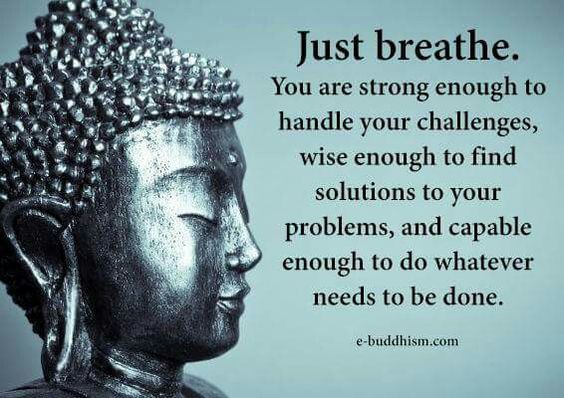 Just breathe.
You are strong enough to
handle your challenges,
wise enough to find
solutions to your
problems, and capable
enough to do whatever
needs to be done.
e-buddhism.com